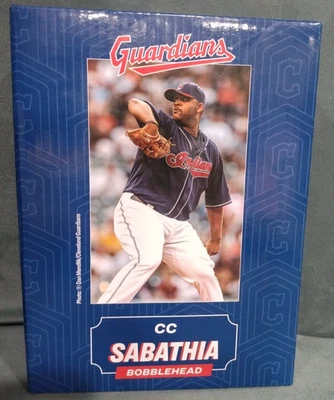 Guardians
Indians
Photo: © Dan Mendlik/Cleveland Guardians
CC
SABATHIA
BOBBLEHEAD